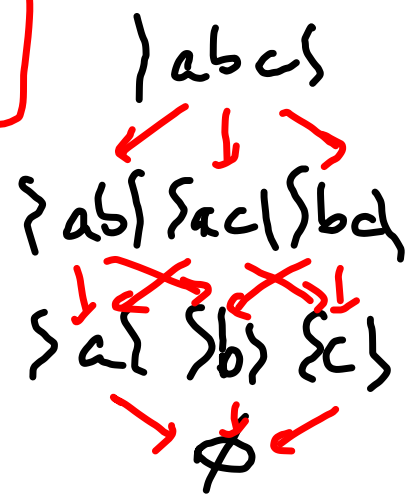 {abc}
{ab} {ac} {bc}
{a} {b} {c}
∅